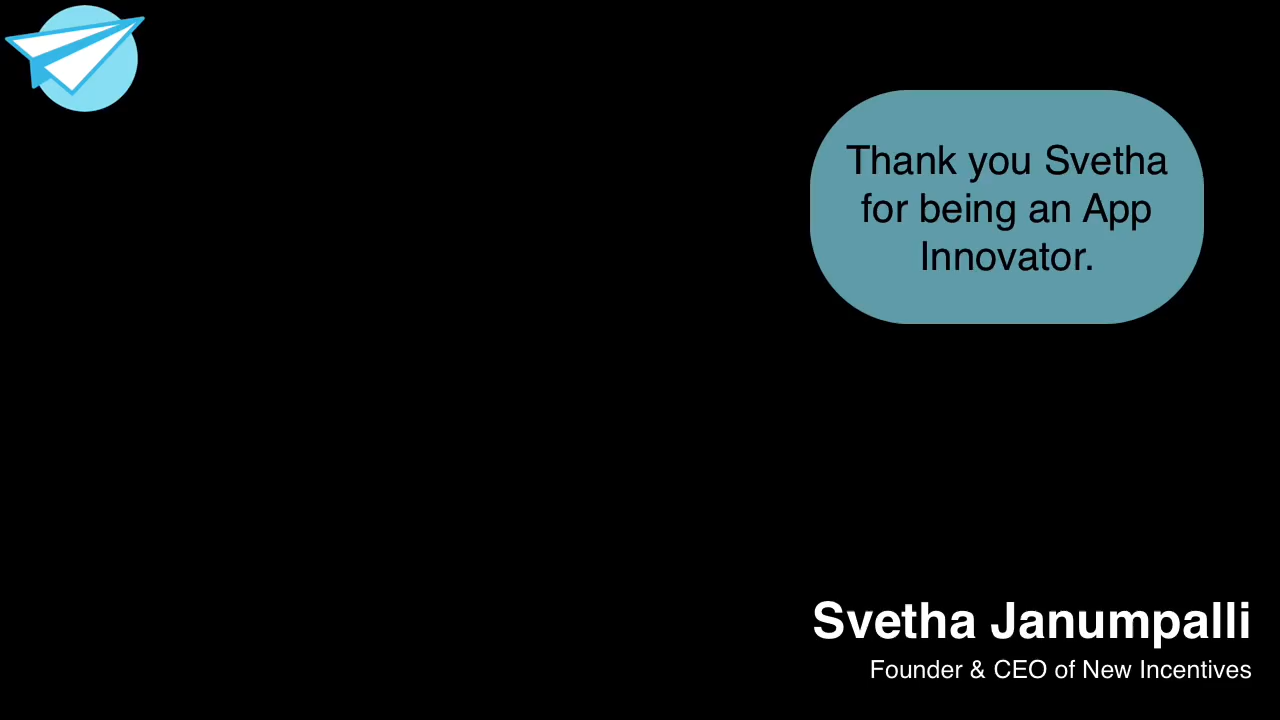 Thank you Svetha
for being an App
Innovator.
Svetha Janumpalli
Founder & CEO of New Incentives